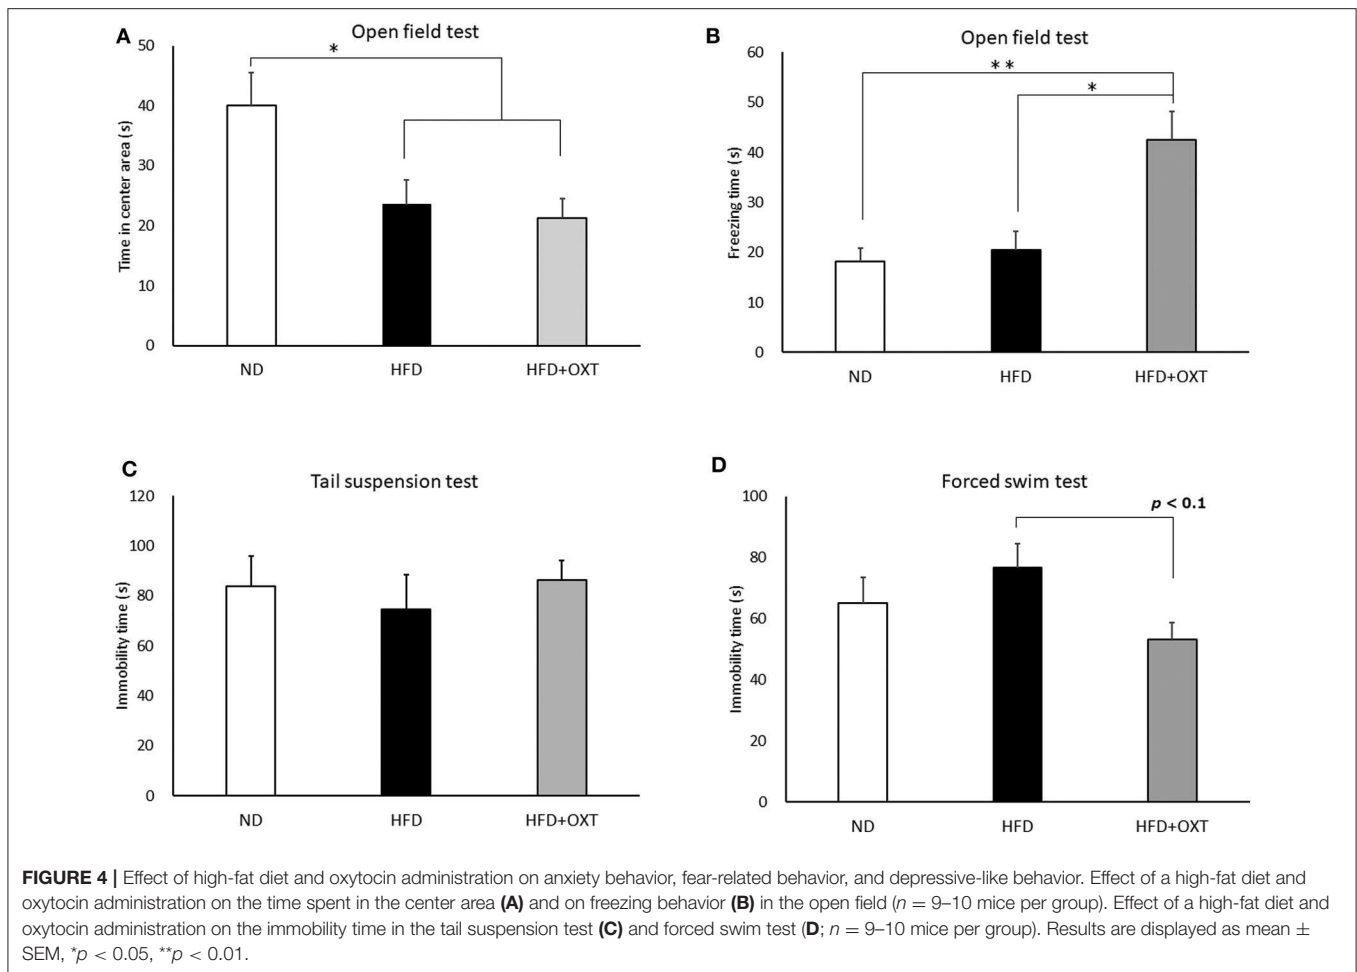 A
Open field test
*
50
40
30
20
10
0
Time in center area (s)
ND HFD HFD+OXT
B
Open field test
**
*
60
50
40
30
20
10
0
Freezing time (s)
ND HFD HFD+OXT
C
Tail suspension test
120
100
80
60
40
20
0
Immobility time (s)
ND HFD HFD+OXT
D
Forced swim test
p < 0.1
100
80
60
40
20
0
Immobility time (s)
ND HFD HFD+OXT
FIGURE 4 | Effect of high-fat diet and oxytocin administration on anxiety behavior, fear-related behavior, and depressive-like behavior. Effect of a high-fat diet and
oxytocin administration on the time spent in the center area (A) and on freezing behavior (B) in the open field (n = 9–10 mice per group). Effect of a high-fat diet and
oxytocin administration on the immobility time in the tail suspension test (C) and forced swim test (D; n = 9–10 mice per group). Results are displayed as mean ±
SEM, *p < 0.05, **p < 0.01.